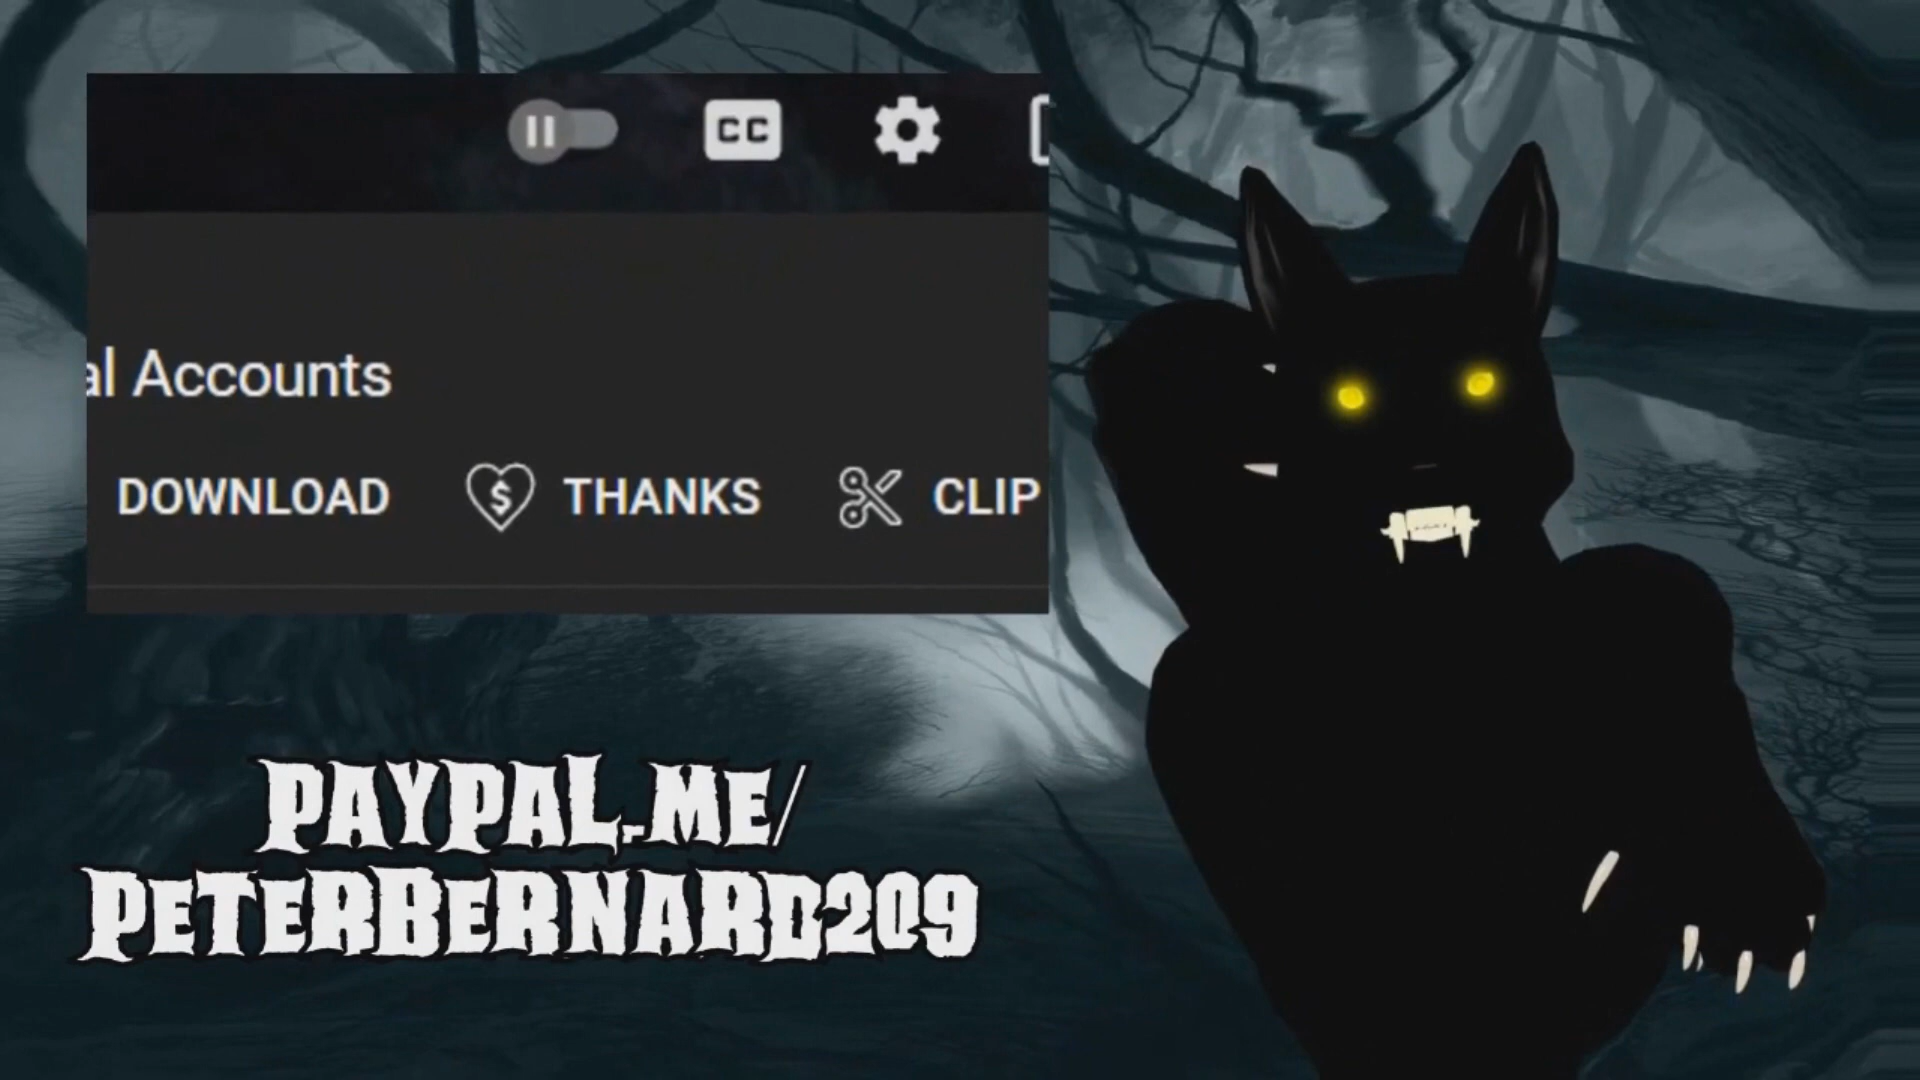 CC
al Accounts
DOWNLOAD THANKS CLIP
PAYPAL.ME/
PETERBERNARD209